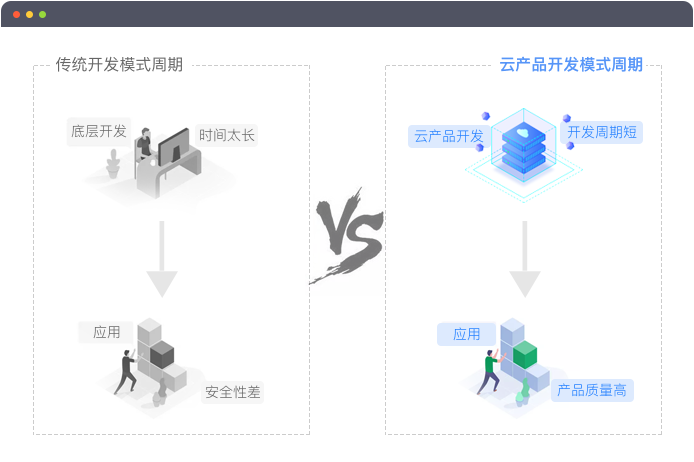 传统开发模式周期
底层开发
时间太长
应用
安全性差
VS
云产品开发模式周期
云产品开发
开发周期短
应用
产品质量高